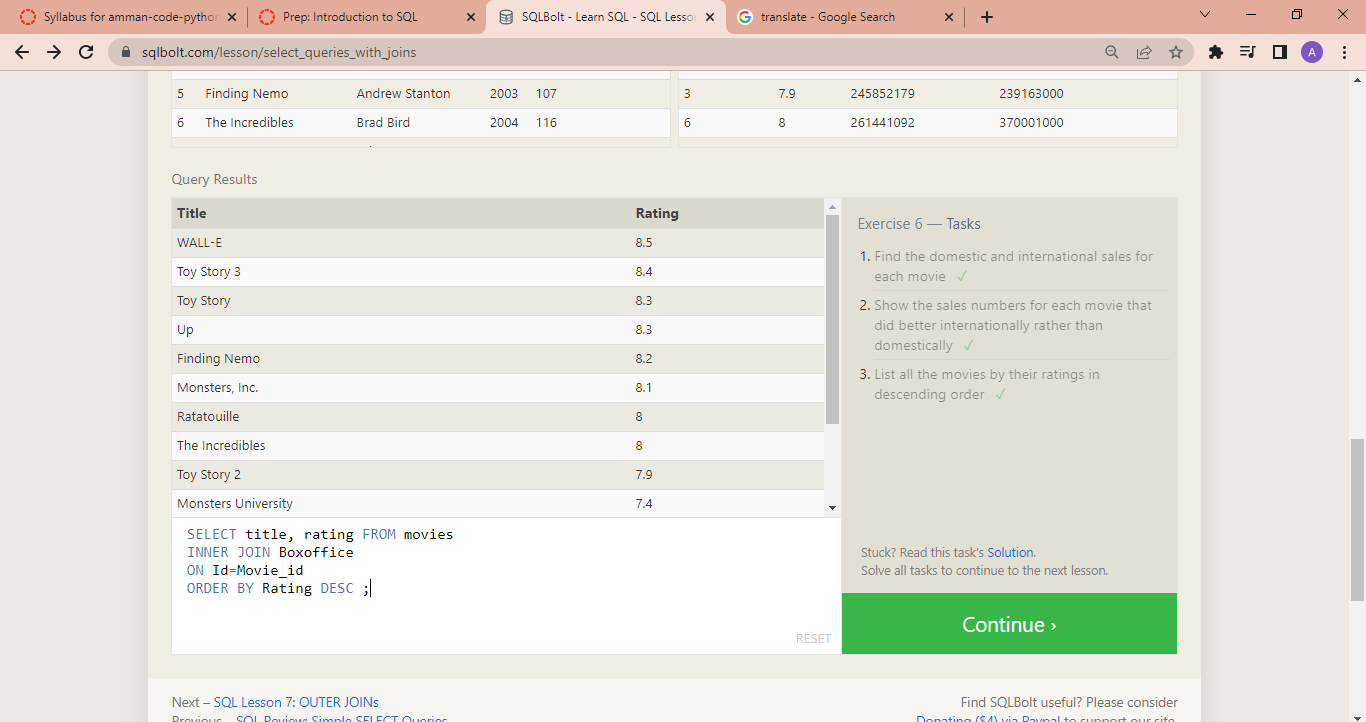 Syllabus for amman-code-python
Prep: Introduction to SQL
SQLBolt - Learn SQL - SQL Lesson
translate - Google Search
sqlbolt.com/lesson/select_queries_with_joins
A
5 Finding Nemo Andrew Stanton 2003 107
3 7.9 245852179 239163000
6 The Incredibles Brad Bird 2004 116
6 8 261441092 370001000
Query Results
Title Rating
WALL-E 8.5
Toy Story 3 8.4
Toy Story 8.3
Up 8.3
Finding Nemo 8.2
Monsters, Inc. 8.1
Ratatouille 8
The Incredibles 8
Toy Story 2 7.9
Monsters University 7.4
SELECT title, rating FROM movies
INNER JOIN Boxoffice
ON Id=Movie_id
ORDER BY Rating DESC ;
RESET
Exercise 6 — Tasks
1. Find the domestic and international sales for
each movie ✓
2. Show the sales numbers for each movie that
did better internationally rather than
domestically ✓
3. List all the movies by their ratings in
descending order ✓
Stuck? Read this task's Solution.
Solve all tasks to continue to the next lesson.
Continue ›
Next – SQL Lesson 7: OUTER JOINs
Previous – SQL Review: Simple SELECT Queries
Find SQLBolt useful? Please consider
Donating ($4) via Paypal to support our site.